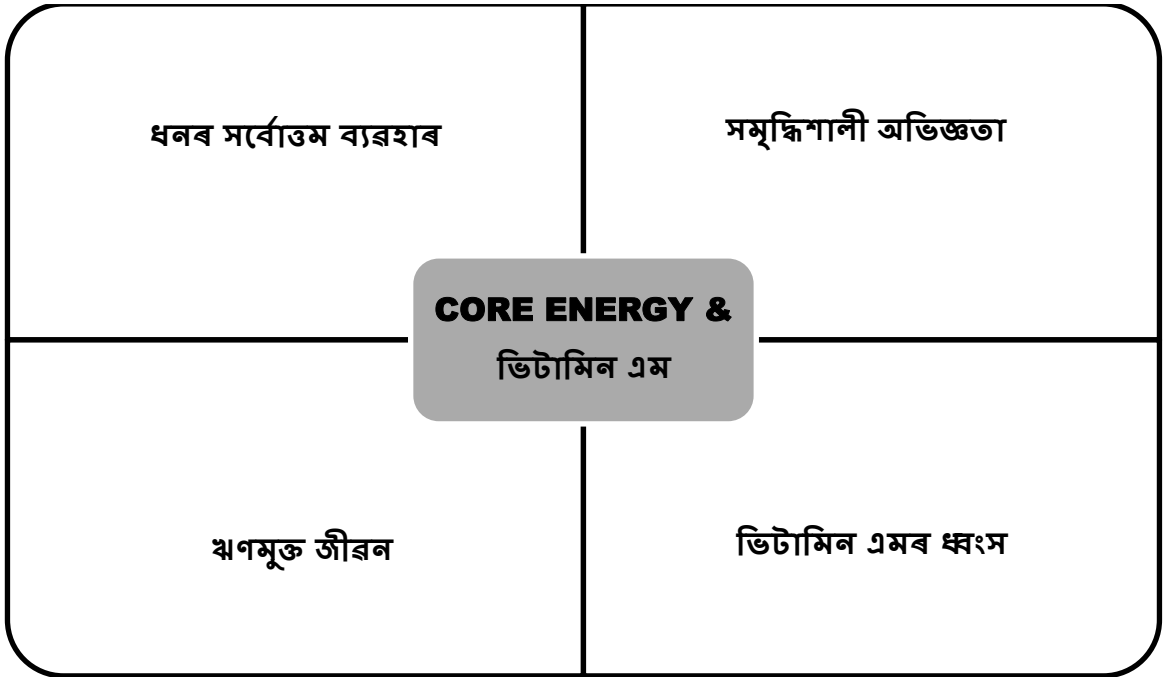 ধনৰ সৰ্বোত্তম ব্যৱহাৰ
সমৃদ্ধিশালী অভিজ্ঞতা
CORE ENERGY &
ভিটামিন এম
ঋণমুক্ত জীৱন
ভিটামিন এমৰ ধ্বংস